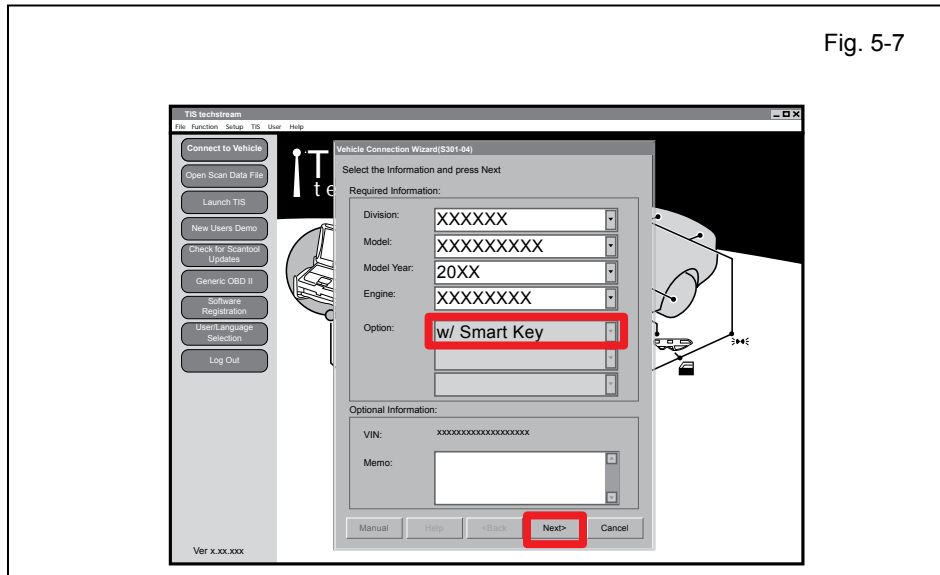 Fig. 5-7
TIS techstream
File Function Setup TIS User Help
Connect to Vehicle
Open Scan Data File
Launch TIS
New Users Demo
Check for Scantool
Updates
Generic OBD II
Software
Registration
User/Language
Selection
Log Out
Ver x.xx.xxx
T
te
Vehicle Connection Wizard(S301-04)
Select the Information and press Next
Required Information:
Division: XXXXXX
Model: XXXXXXXXX
Model Year: 20XX
Engine: XXXXXXXX
Option: w/ Smart Key
Optional Information:
VIN: xxxxxxxxxxxxxxxxxxx
Memo:
Manual Help <Back Next> Cancel